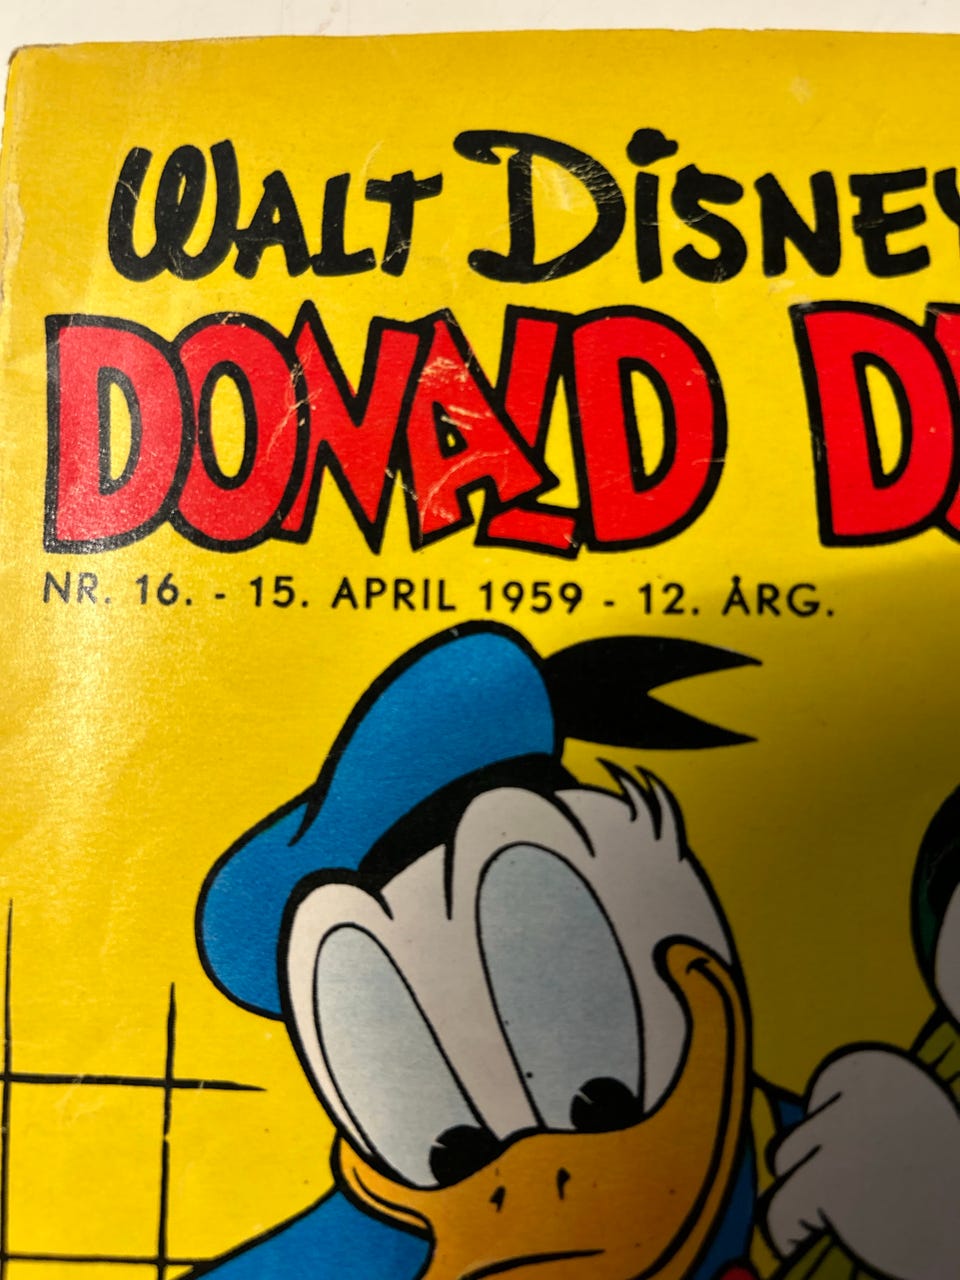 WALT DISNEY
DONALD D
NR. 16. - 15. APRIL 1959 - 12. ÅRG.